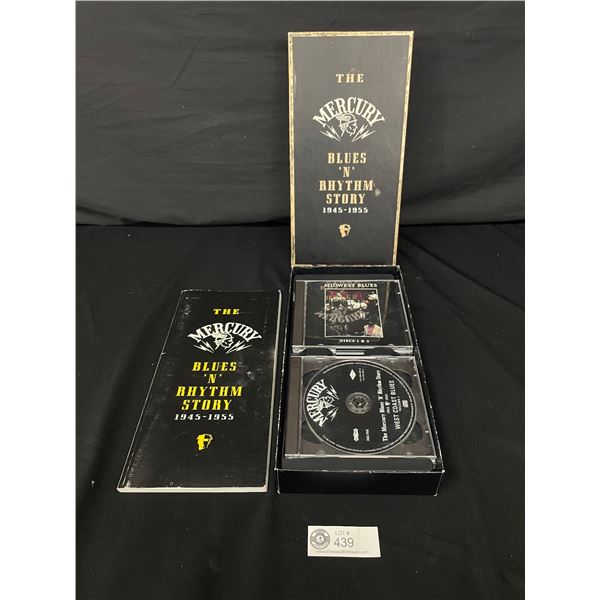 THE
MERCURY
BLUES
'N'
RHYTHM
STORY
1945-1955
THE
MERCURY
BLUES
'N'
RHYTHM
STORY
1945-1955
MIDWEST BLUES
DISCS 1 & 2
MERCURY
The Mercury Blues 'N' Rhythm Story
WEST COAST BLUES
LOT #
439